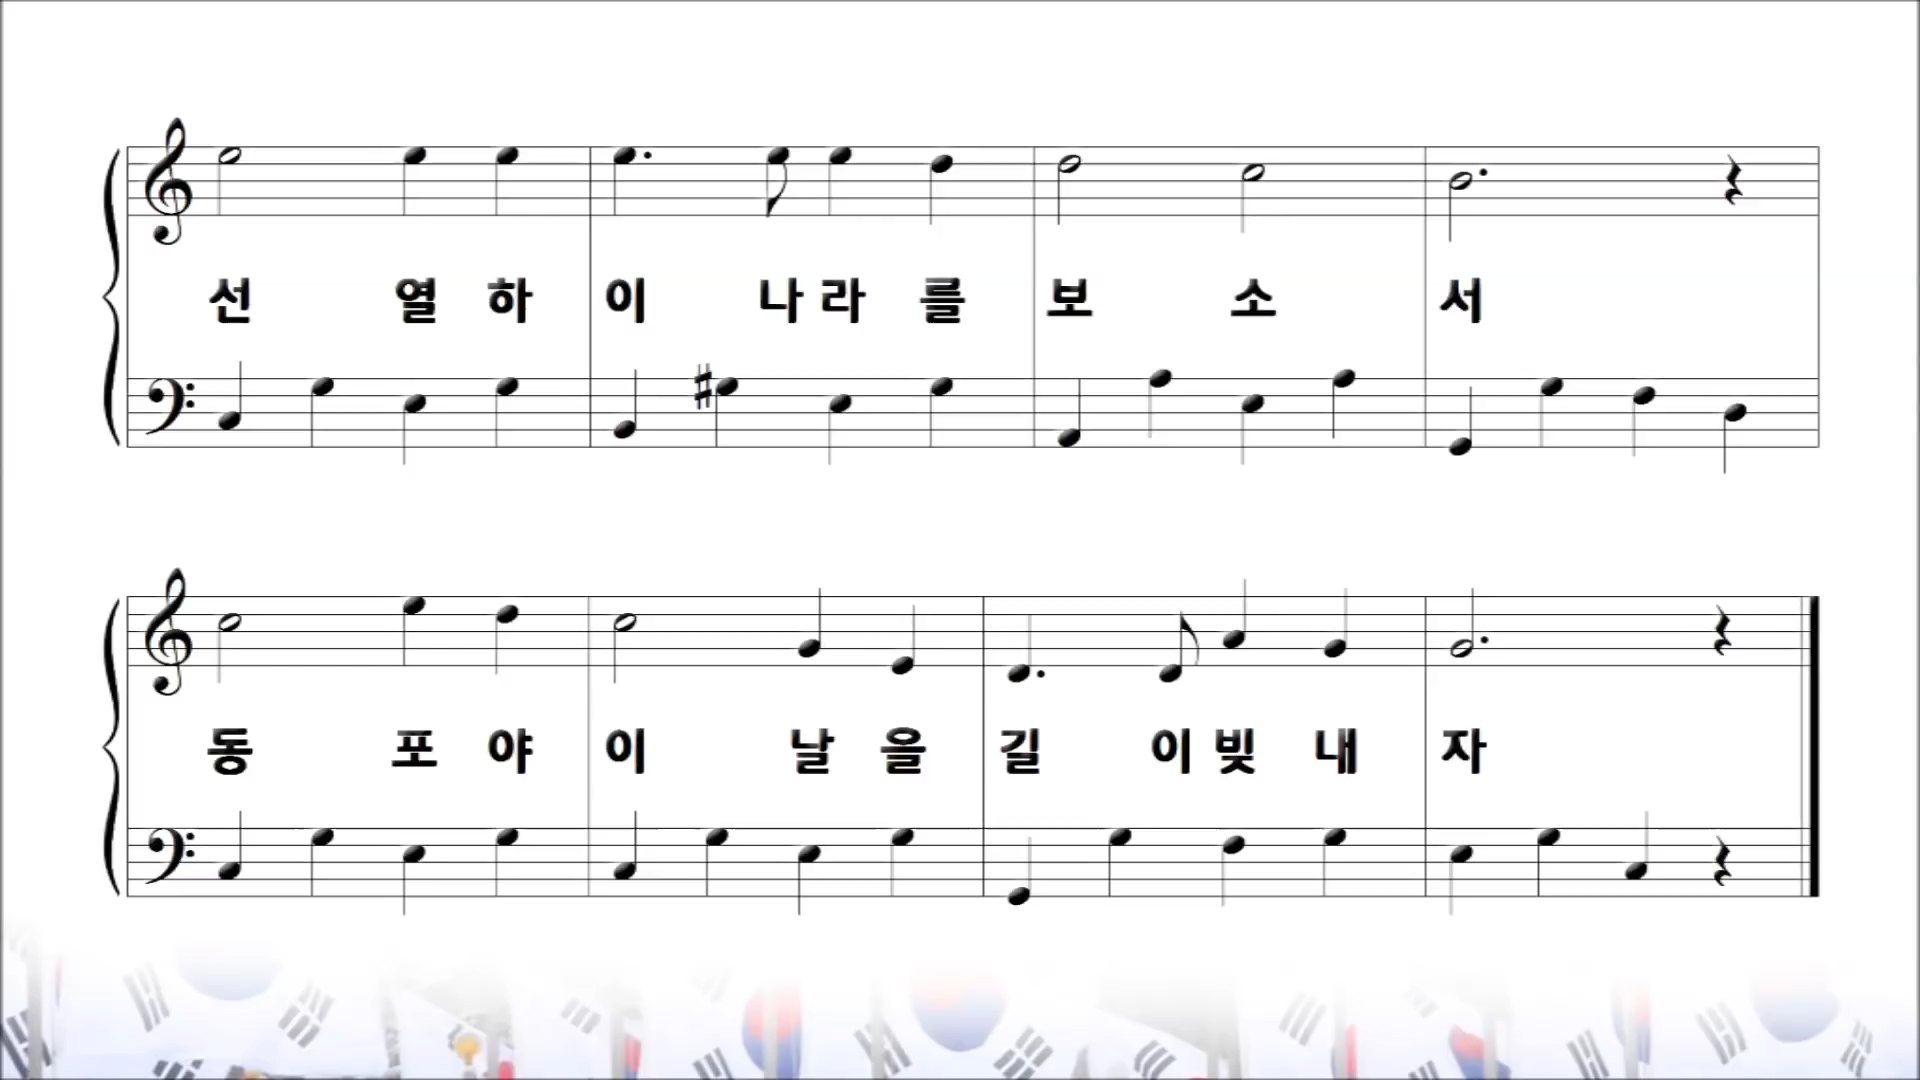 선 열하 이 나라 를 보 소 서
동 포 야 이 날 을 길 이빛 내 자